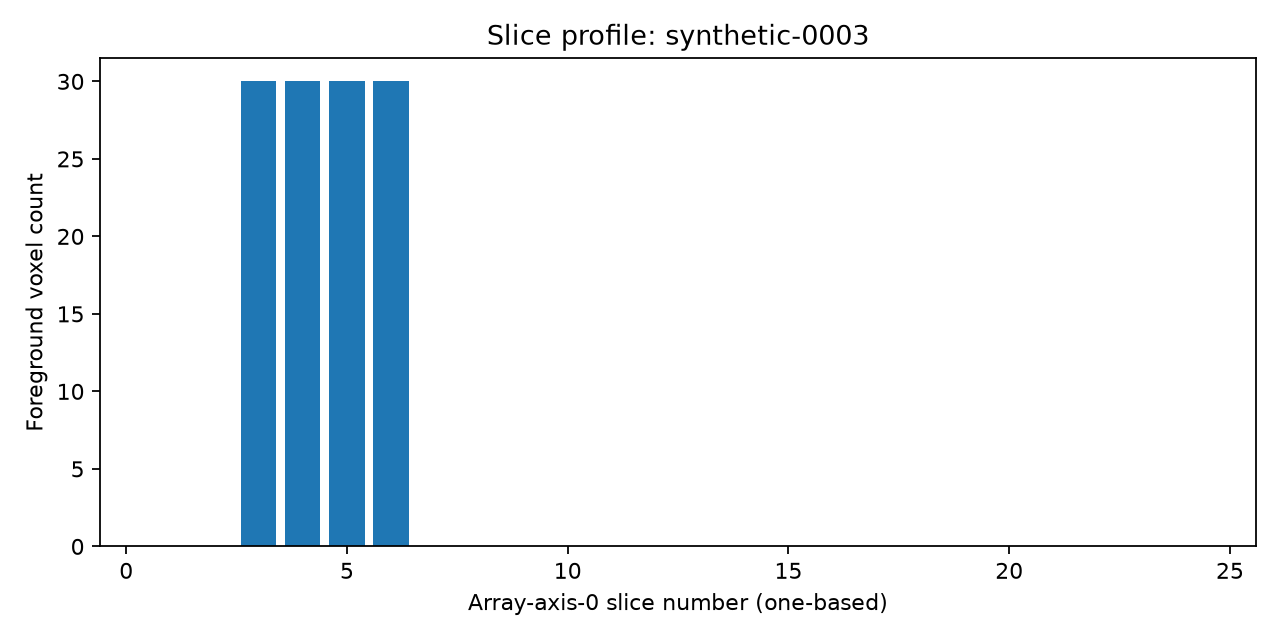 Slice profile: synthetic-0003
Foreground voxel count
30
25
20
15
10
5
0
0 5 10 15 20 25
Array-axis-0 slice number (one-based)